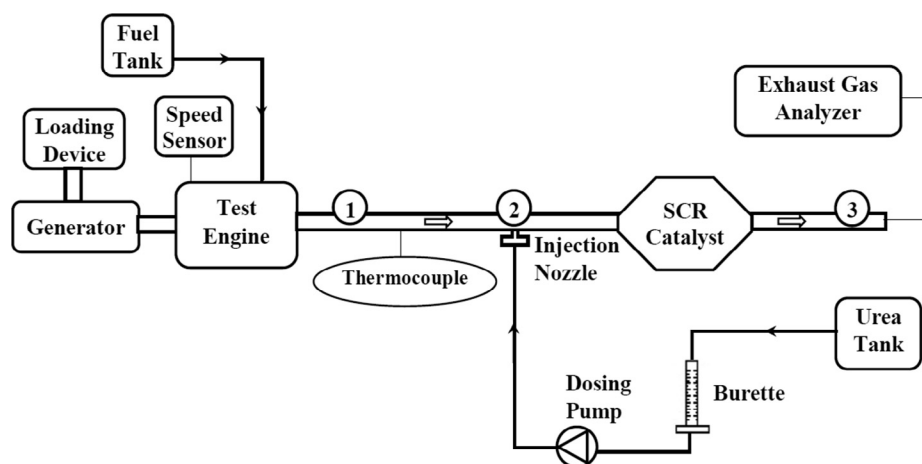 Fuel
Tank
Exhaust Gas
Analyzer
Speed
Sensor
Loading
Device
Generator
Test
Engine
1
2
SCR
Catalyst
3
Injection
Nozzle
Thermocouple
Urea
Tank
Dosing
Pump
Burette